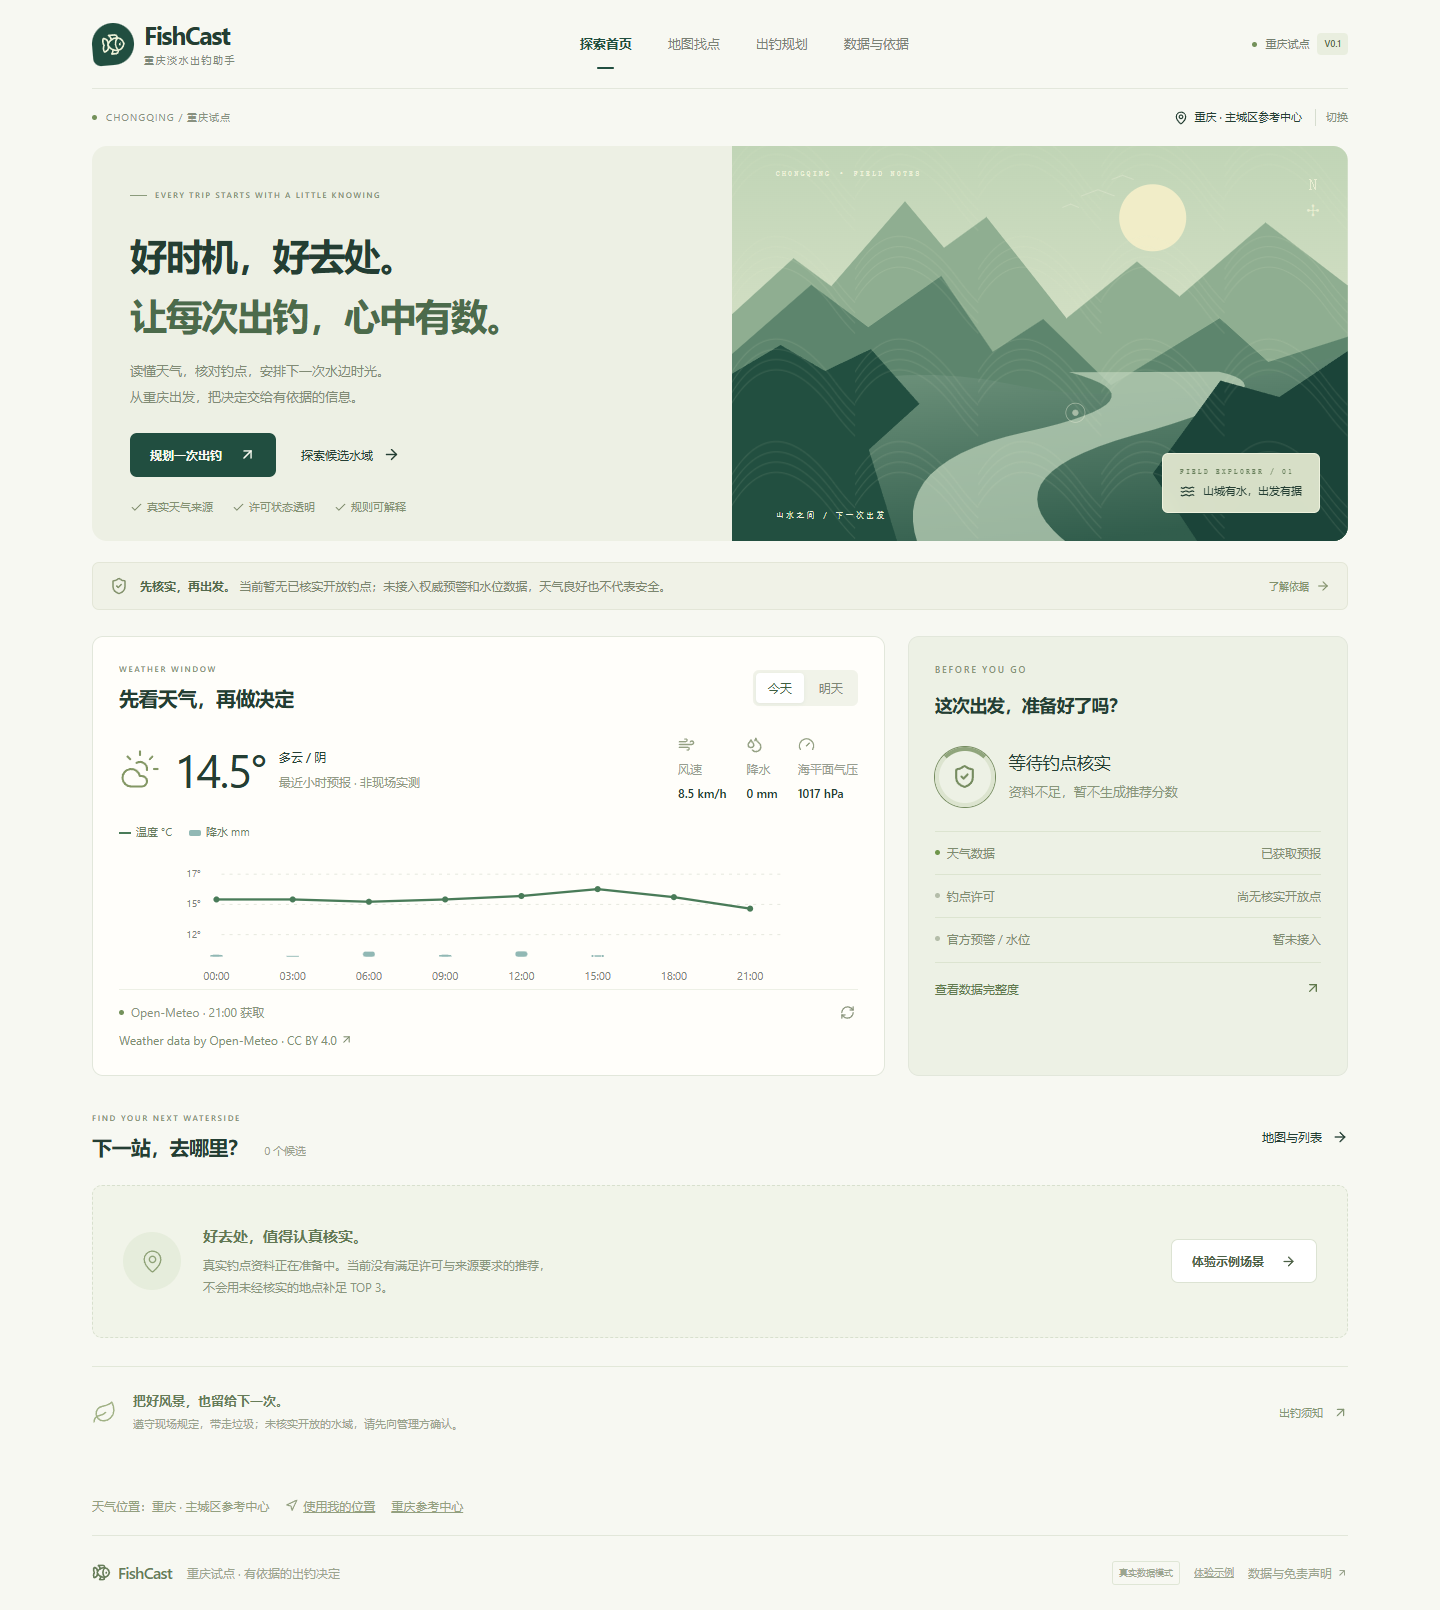 FishCast
重庆淡水出钓助手
探索首页
地图找点
出钓规划
数据与依据
重庆试点 V0.1
CHONGQING / 重庆试点
重庆 · 主城区参考中心
切换
EVERY TRIP STARTS WITH A LITTLE KNOWING
好时机，好去处。
让每次出钓，心中有数。
读懂天气，核对钓点，安排下一次水边时光。
从重庆出发，把决定交给有依据的信息。
规划一次出钓
探索候选水域
真实天气来源
许可状态透明
规则可解释
CHONGQING · FIELD NOTES
N
FIELD EXPLORER / 01
山城有水，出发有据
山水之间 / 下一次出发
先核实，再出发。 当前暂无已核实开放钓点；未接入权威预警和水位数据，天气良好也不代表安全。
了解依据
WEATHER WINDOW
先看天气，再做决定
今天
明天
14.5°
多云 / 阴
最近小时预报 · 非现场实测
风速
8.5 km/h
降水
0 mm
海平面气压
1017 hPa
温度 °C
降水 mm
17°
15°
12°
00:00 03:00 06:00 09:00 12:00 15:00 18:00 21:00
Open-Meteo · 21:00 获取
Weather data by Open-Meteo · CC BY 4.0
BEFORE YOU GO
这次出发，准备好了吗？
等待钓点核实
资料不足，暂不生成推荐分数
天气数据 已获取预报
钓点许可 尚无核实开放点
官方预警 / 水位 暂未接入
查看数据完整度
FIND YOUR NEXT WATERSIDE
下一站，去哪里？ 0 个候选
地图与列表
好去处，值得认真核实。
真实钓点资料正在准备中。当前没有满足许可与来源要求的推荐，
不会用未经核实的地点补足 TOP 3。
体验示例场景
把好风景，也留给下一次。
遵守现场规定，带走垃圾；未核实开放的水域，请先向管理方确认。
出钓须知
天气位置：重庆 · 主城区参考中心 使用我的位置 重庆参考中心
FishCast 重庆试点 · 有依据的出钓决定
真实数据模式 体验示例 数据与免责声明